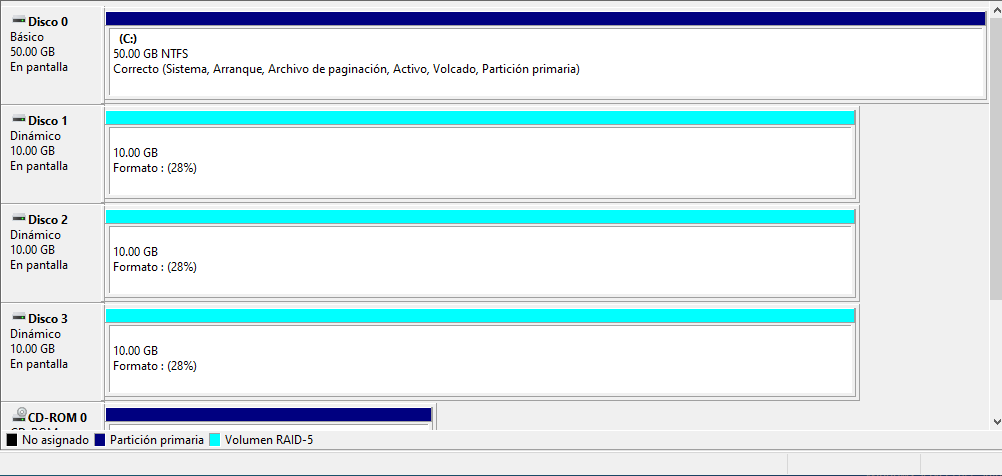 Disco 0
Básico
50.00 GB
En pantalla
(C:)
50.00 GB NTFS
Correcto (Sistema, Arranque, Archivo de paginación, Activo, Volcado, Partición primaria)
Disco 1
Dinámico
10.00 GB
En pantalla
10.00 GB
Formato : (28%)
Disco 2
Dinámico
10.00 GB
En pantalla
10.00 GB
Formato : (28%)
Disco 3
Dinámico
10.00 GB
En pantalla
10.00 GB
Formato : (28%)
CD-ROM 0
No asignado Partición primaria Volumen RAID-5